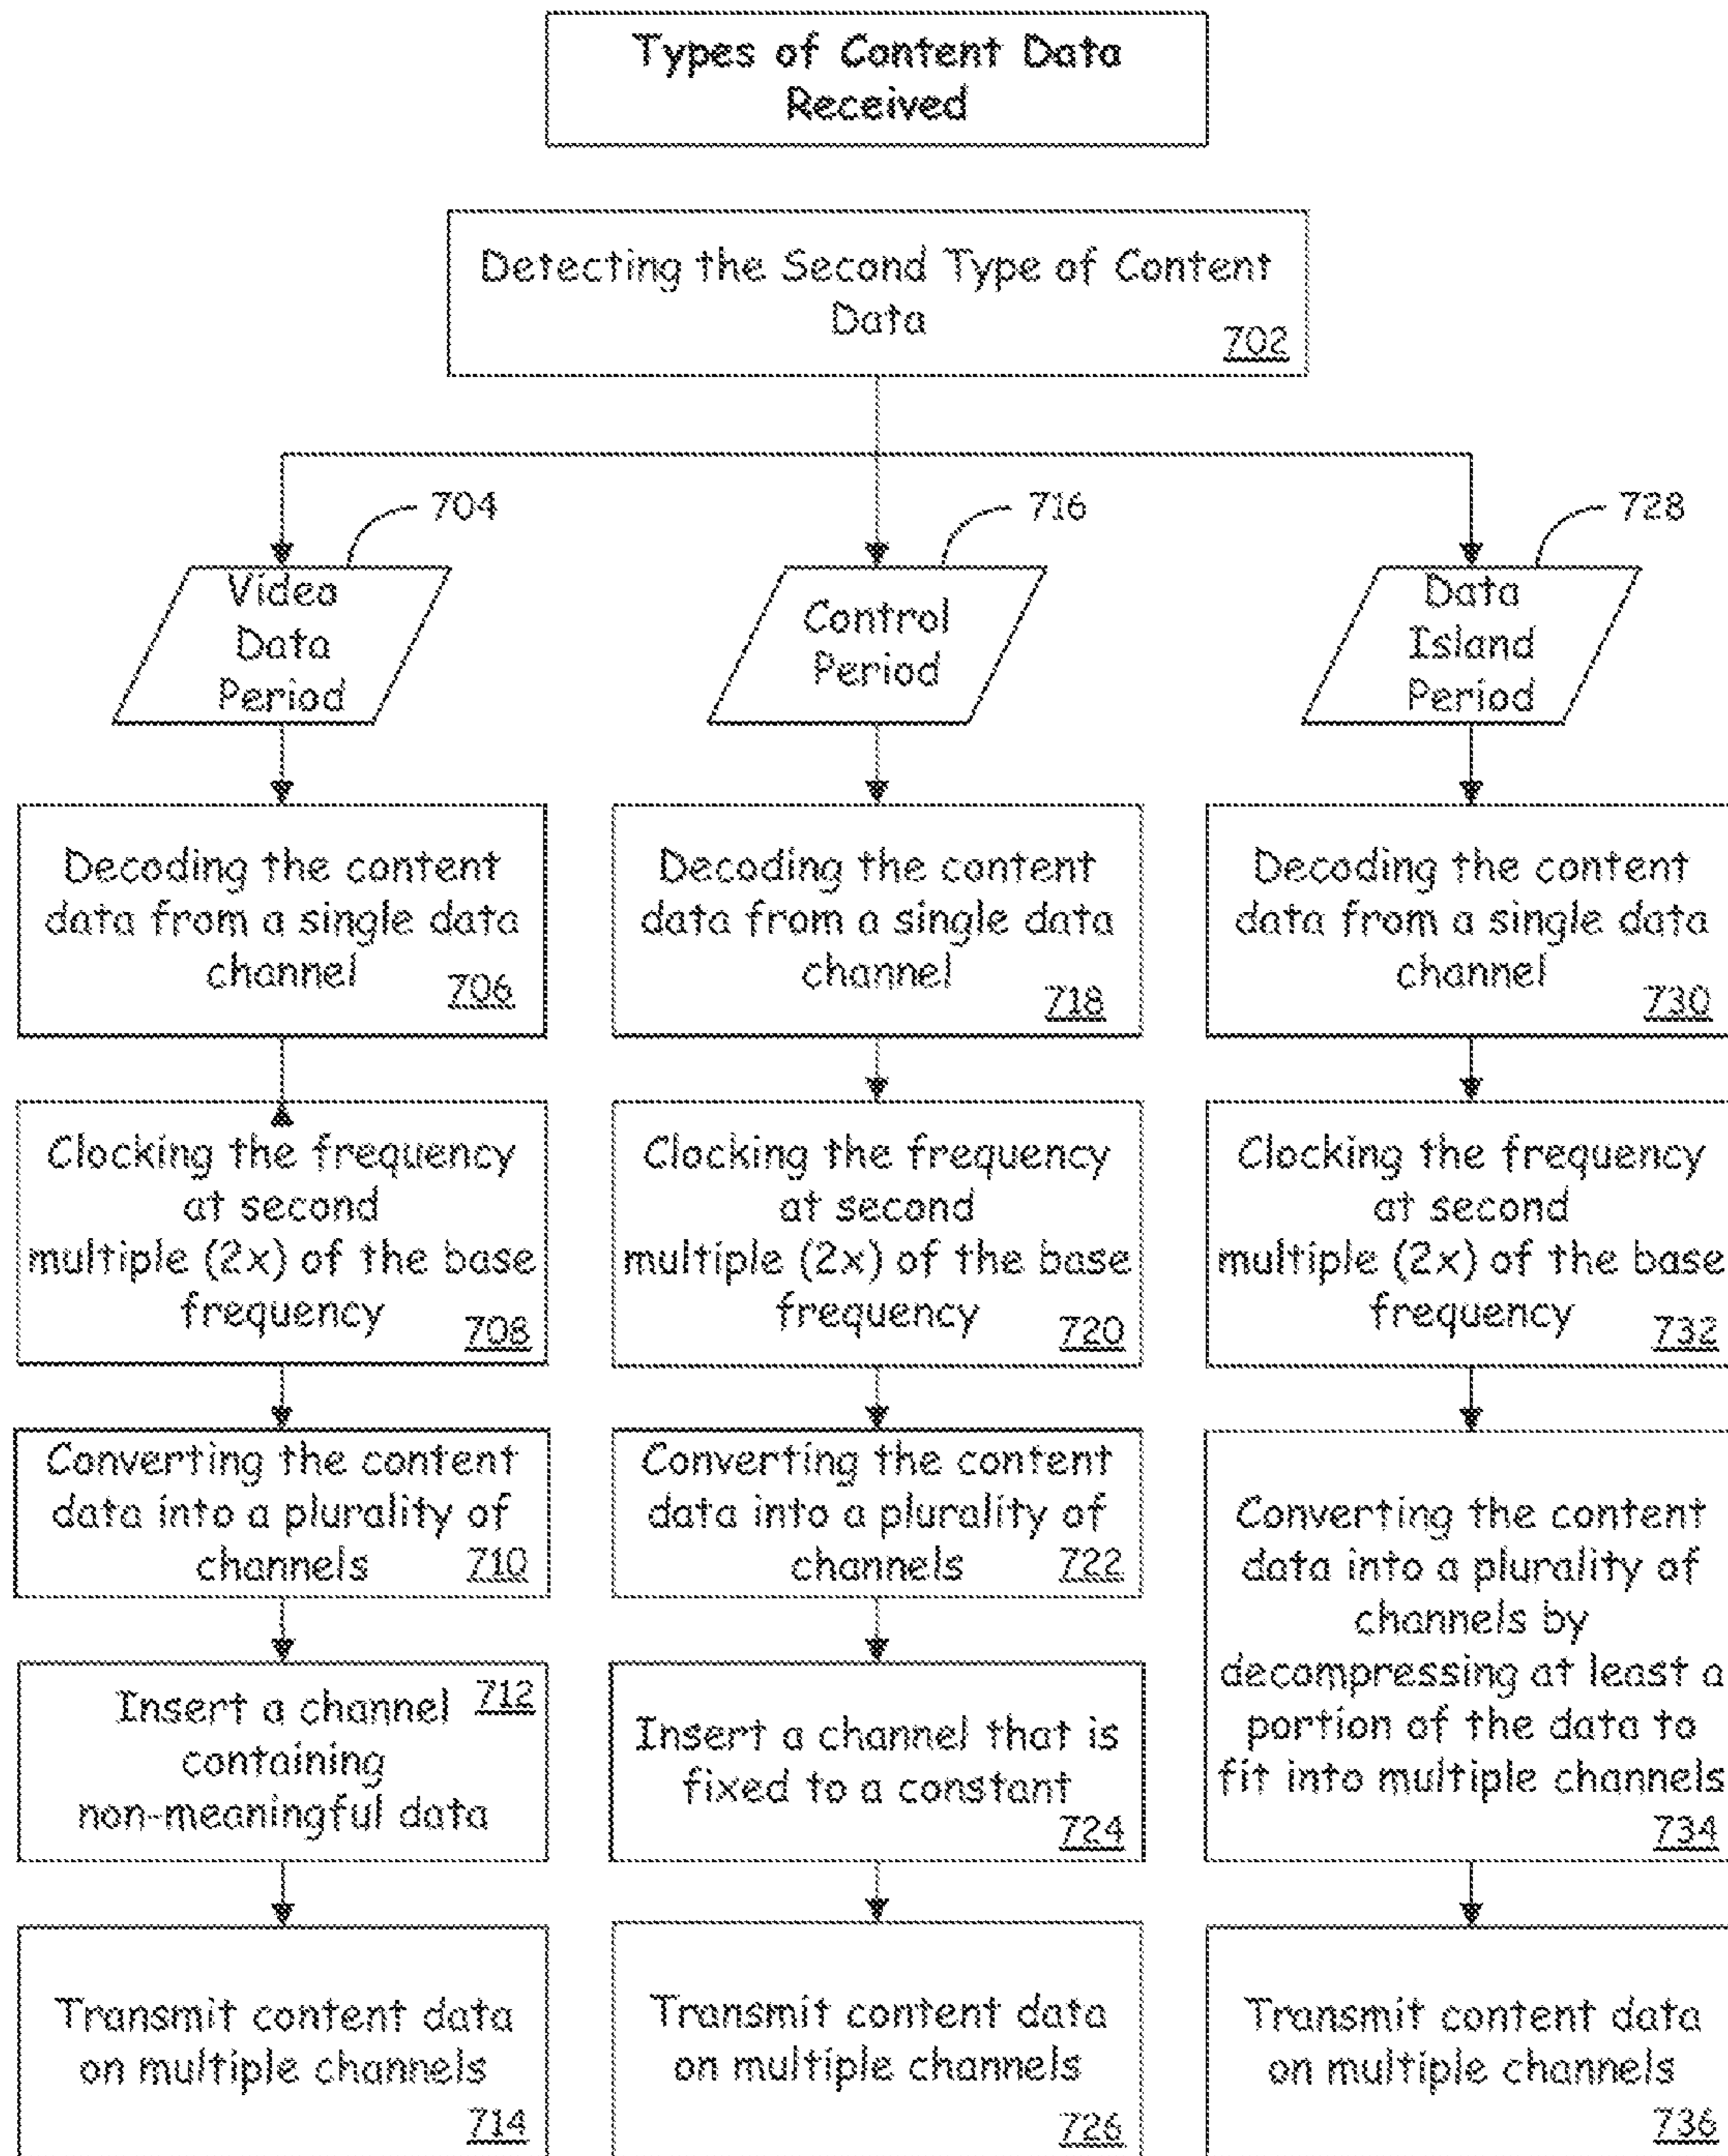 Types of Content Data
Received
Detecting the Second Type of Content
Data
702
704
716
728
Video
Data
Period
Control
Period
Data
Island
Period
Decoding the content
data from a single data
channel
706
Decoding the content
data from a single data
channel
718
Decoding the content
data from a single data
channel
730
Clocking the frequency
at second
multiple (2x) of the base
frequency
708
Clocking the frequency
at second
multiple (2x) of the base
frequency
720
Clocking the frequency
at second
multiple (2x) of the base
frequency
732
Converting the content
data into a plurality of
channels
710
Converting the content
data into a plurality of
channels
722
Converting the content
data into a plurality of
channels by
decompressing at least a
portion of the data to
fit into multiple channels
734
Insert a channel
712
containing
non-meaningful data
Insert a channel that is
fixed to a constant
724
Transmit content data
on multiple channels
714
Transmit content data
on multiple channels
726
Transmit content data
on multiple channels
736